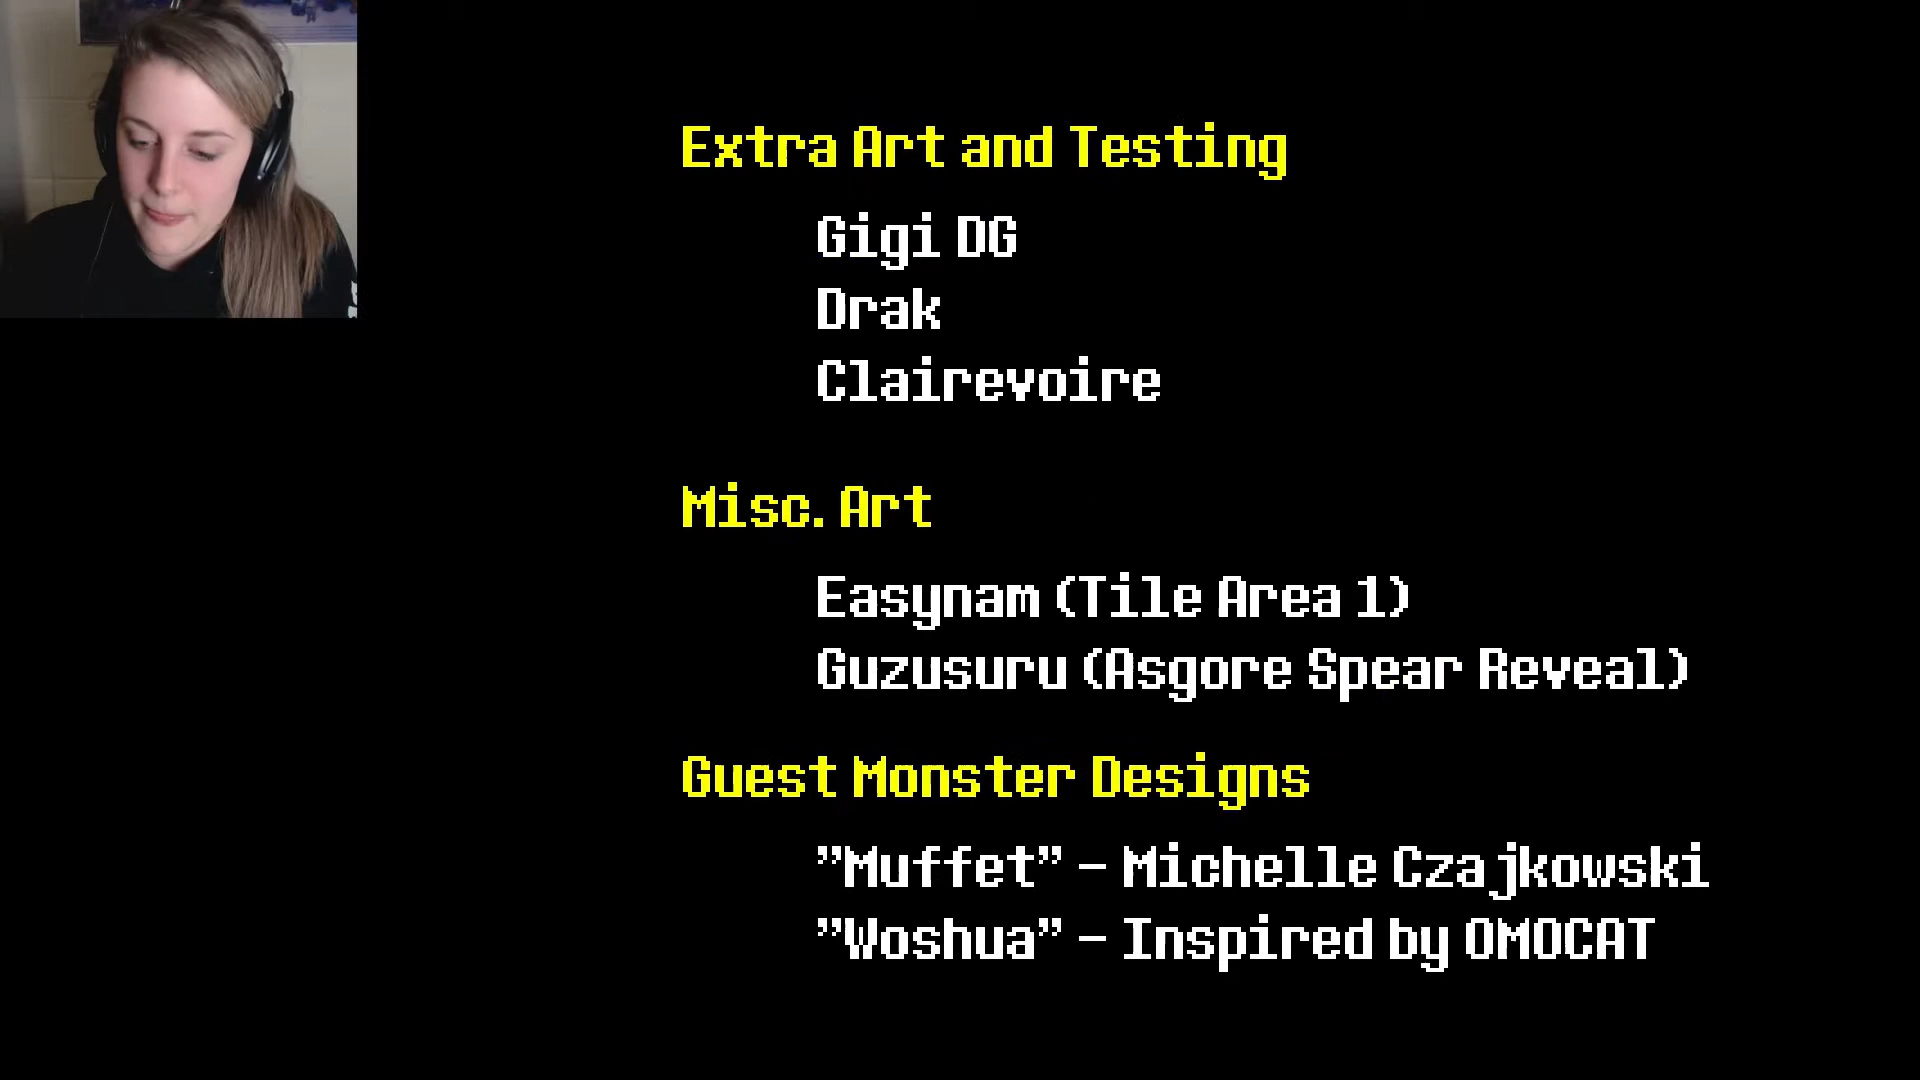 Extra Art and Testing
Gigi DG
Drak
Clairevoire
Misc. Art
Easynam (Tile Area 1)
Guzusuru (Asgore Spear Reveal)
Guest Monster Designs
”Muffet” - Michelle Czajkowski
”Woshua” - Inspired by OMOCAT